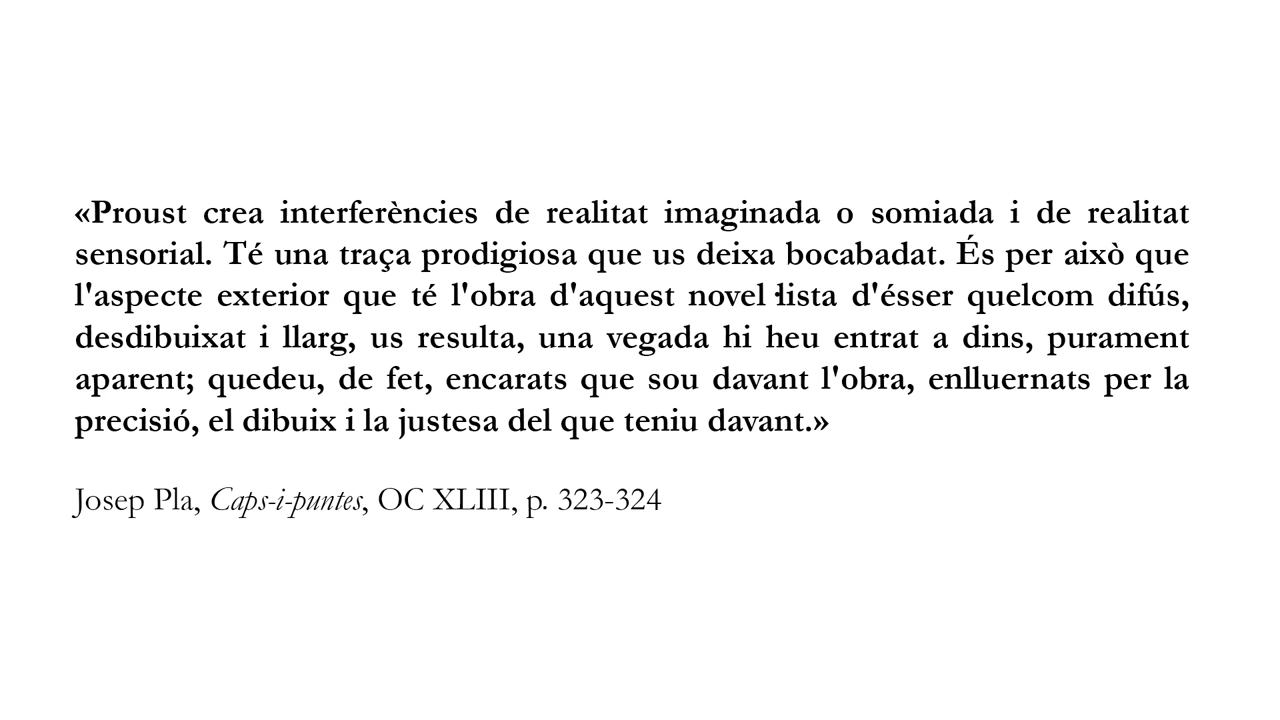 «Proust crea interferències de realitat imaginada o somiada i de realitat
sensorial. Té una traça prodigiosa que us deixa bocabadat. És per això que
l'aspecte exterior que té l'obra d'aquest novel·lista d'ésser quelcom difús,
desdibuixat i llarg, us resulta, una vegada hi heu entrat a dins, purament
aparent; quedeu, de fet, encarats que sou davant l'obra, enlluernats per la
precisió, el dibuix i la justesa del que teniu davant.»
Josep Pla, Caps-i-puntes, OC XLIII, p. 323-324